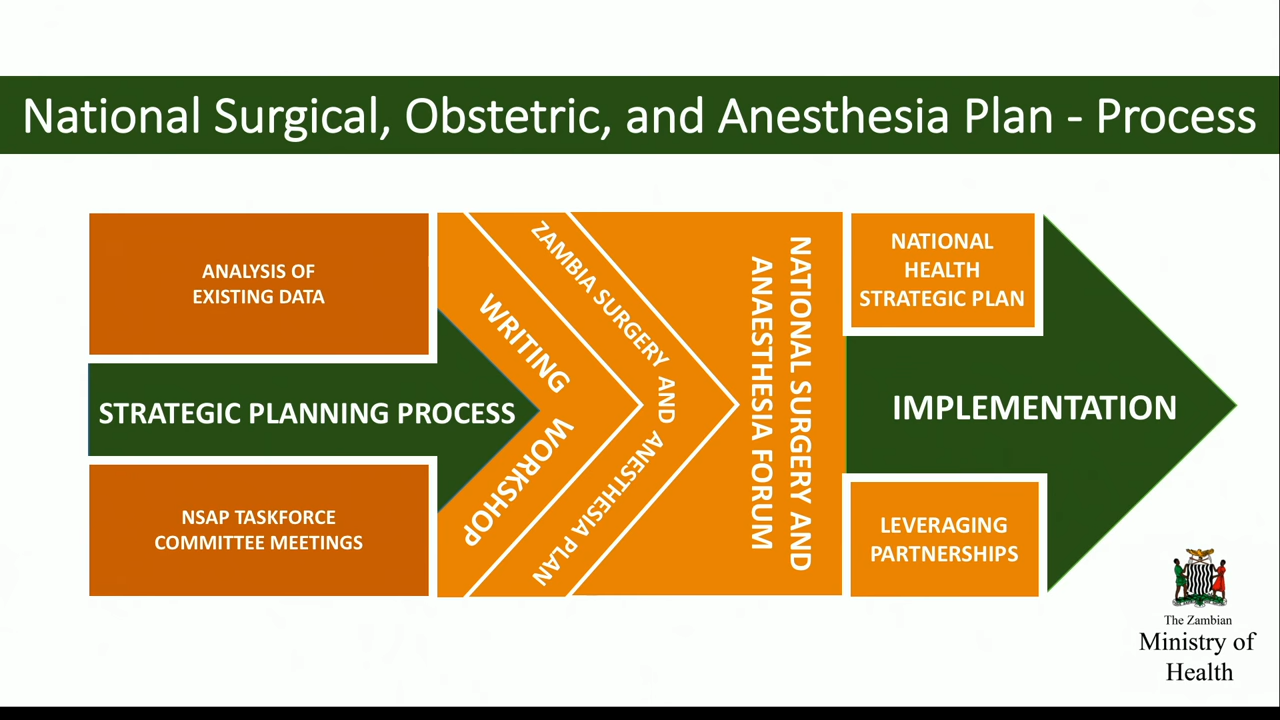 National Surgical, Obstetric, and Anesthesia Plan - Process
ANALYSIS OF
EXISTING DATA
STRATEGIC PLANNING PROCESS
NSAP TASKFORCE
COMMITTEE MEETINGS
WRITING WORKSHOP
ZAMBIA SURGERY AND ANESTHESIA PLAN
NATIONAL SURGERY AND
ANAESTHESIA FORUM
NATIONAL
HEALTH
STRATEGIC PLAN
IMPLEMENTATION
LEVERAGING
PARTNERSHIPS
The Zambian
Ministry of
Health